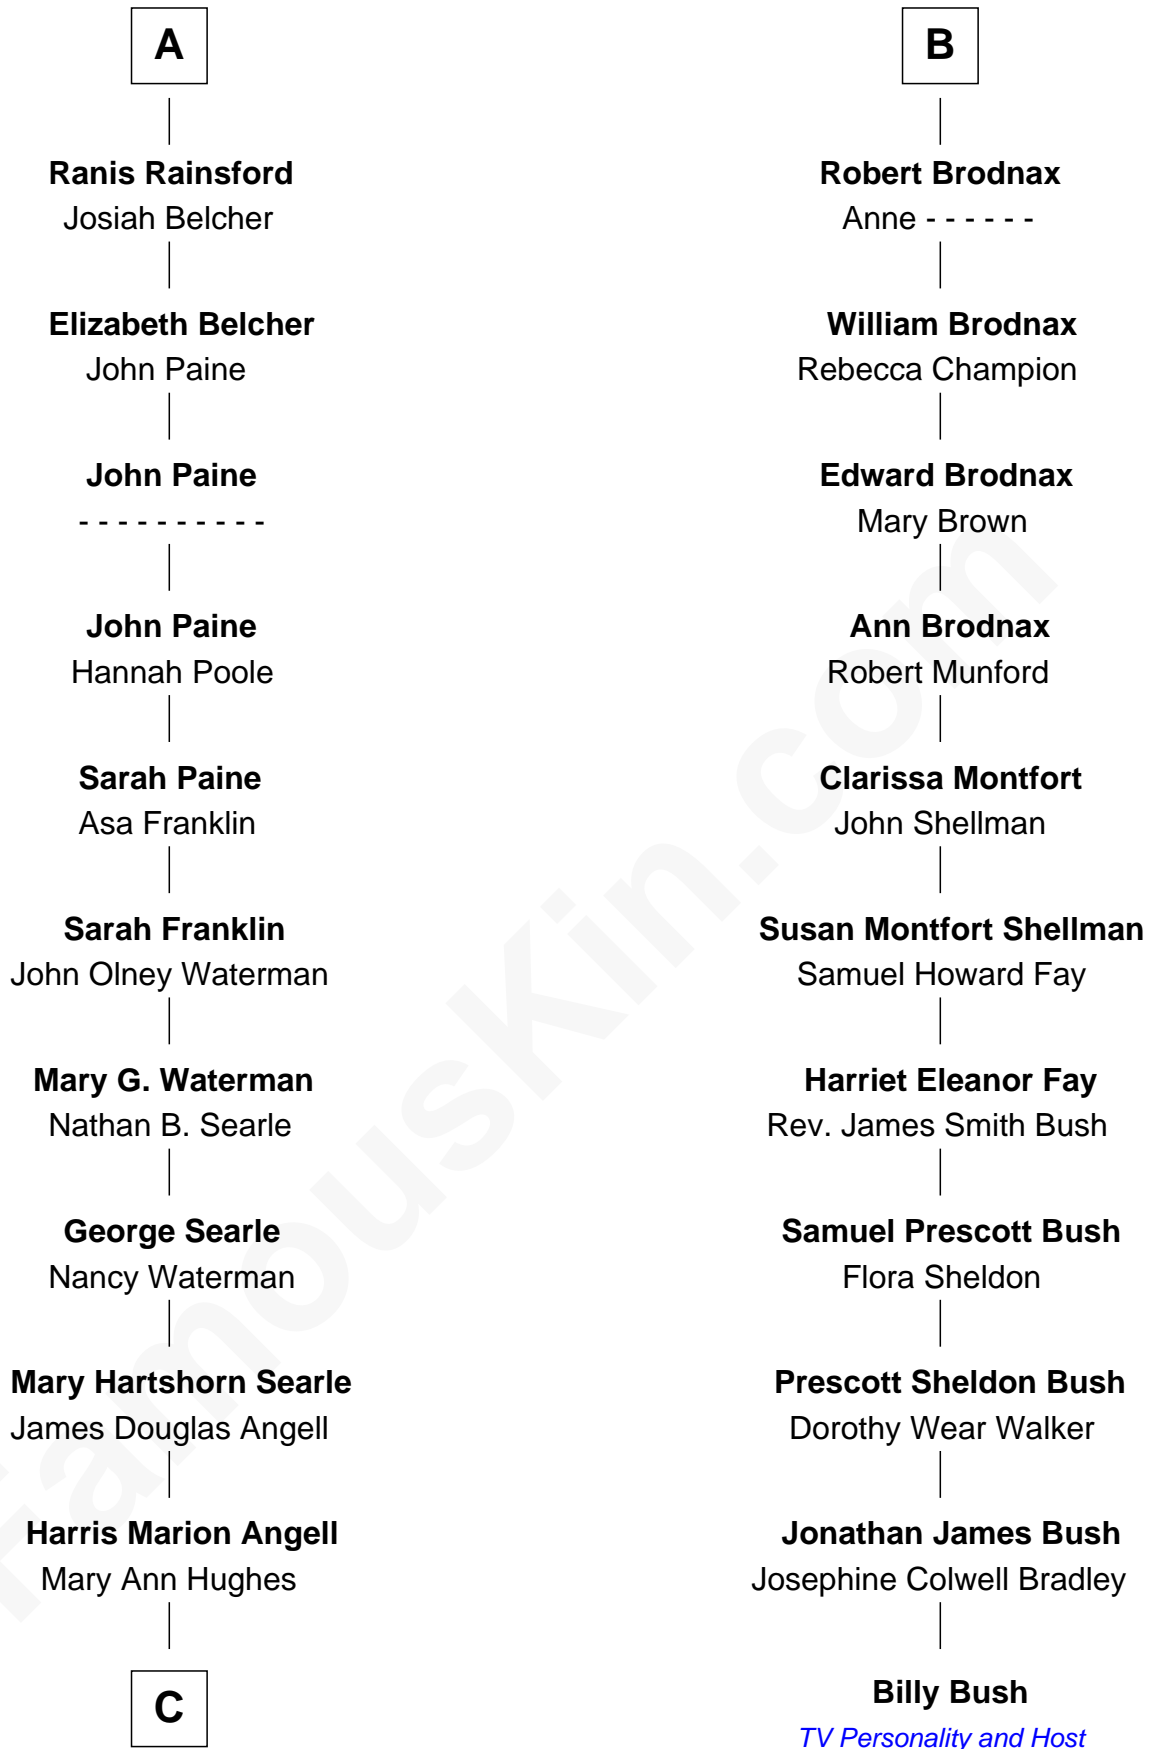 A
Ranis Rainsford
Josiah Belcher
Elizabeth Belcher
John Paine
John Paine
- - - - - - - - - -
John Paine
Hannah Poole
Sarah Paine
Asa Franklin
Sarah Franklin
John Olney Waterman
Mary G. Waterman
Nathan B. Searle
George Searle
Nancy Waterman
Mary Hartshorn Searle
James Douglas Angell
Harris Marion Angell
Mary Ann Hughes
C
B
Robert Brodnax
Anne - - - - - -
William Brodnax
Rebecca Champion
Edward Brodnax
Mary Brown
Ann Brodnax
Robert Munford
Clarissa Montfort
John Shellman
Susan Montfort Shellman
Samuel Howard Fay
Harriet Eleanor Fay
Rev. James Smith Bush
Samuel Prescott Bush
Flora Sheldon
Prescott Sheldon Bush
Dorothy Wear Walker
Jonathan James Bush
Josephine Colwell Bradley
Billy Bush
TV Personality and Host
FamousKin.com